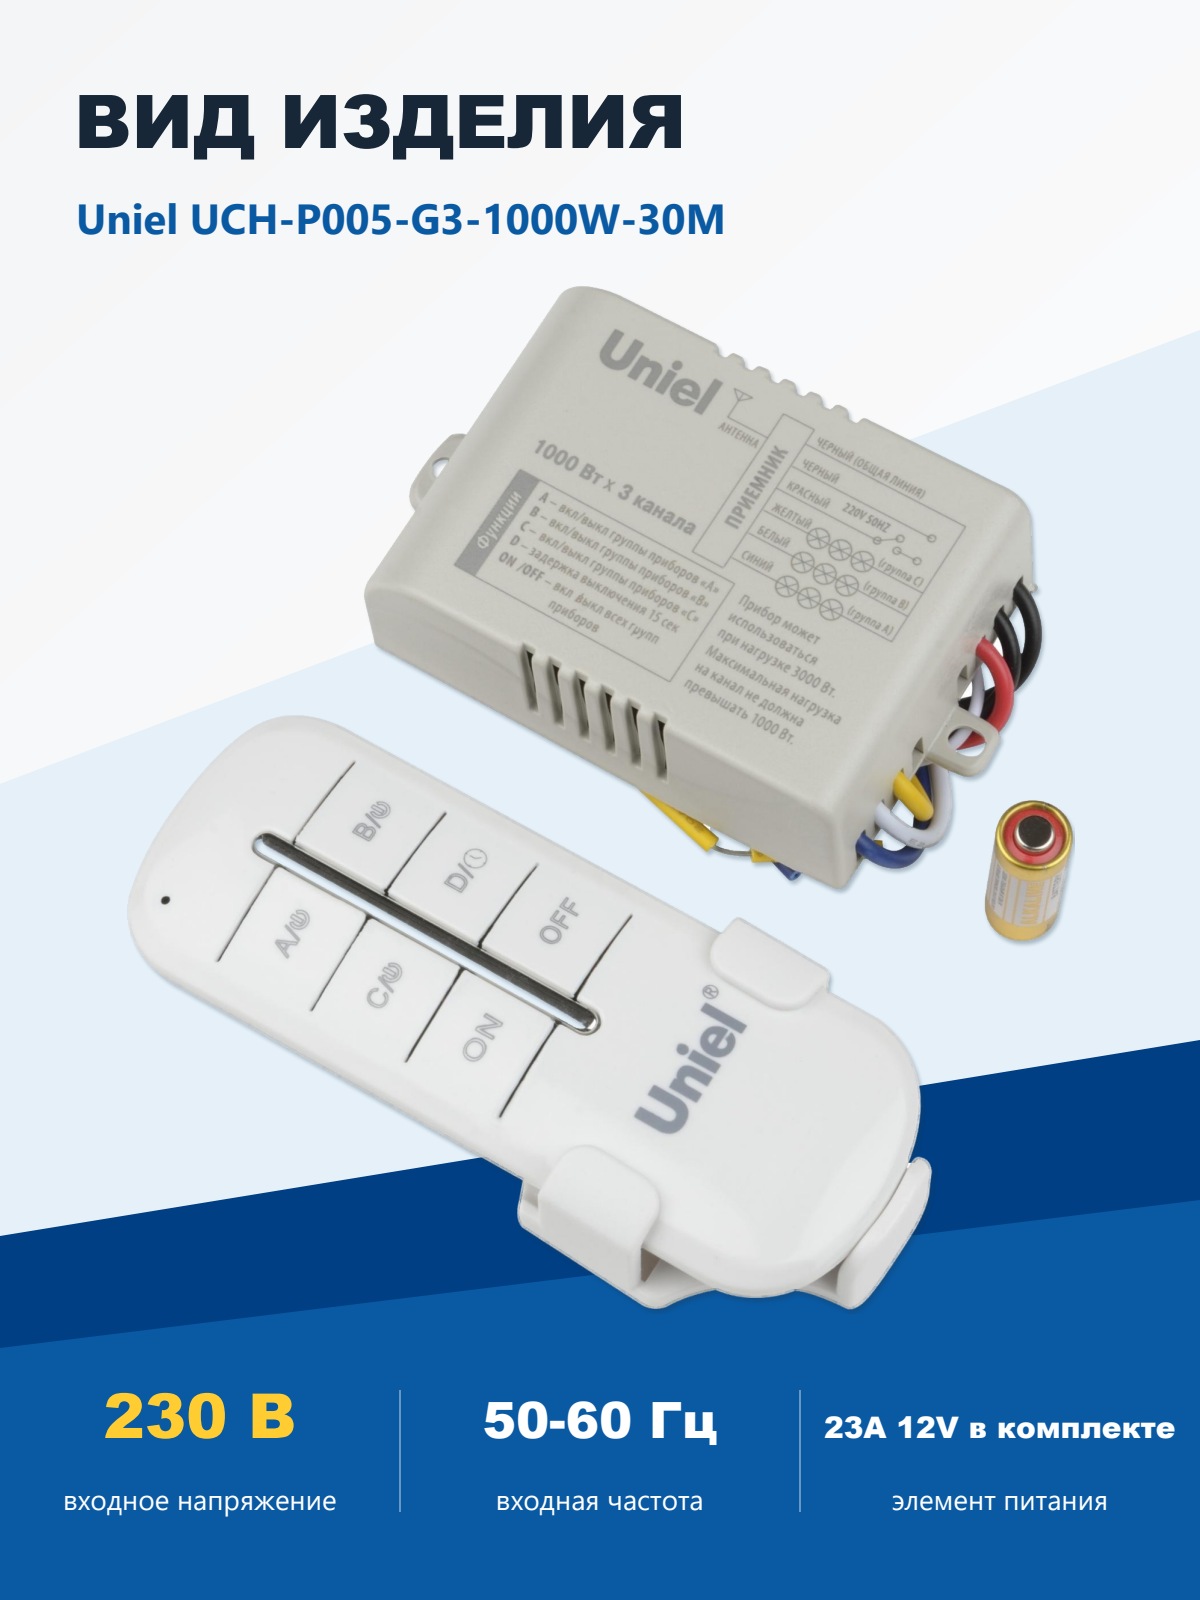 ВИД ИЗДЕЛИЯ
Uniel UCH-P005-G3-1000W-30M
Uniel
АНТЕННА
ПРИЕМНИК
ЧЕРНЫЙ (ОБЩАЯ ЛИНИЯ)
ЧЕРНЫЙ
КРАСНЫЙ 220V 50HZ
ЖЕЛТЫЙ (группа C)
БЕЛЫЙ (группа B)
СИНИЙ (группа A)
1000 Вт x 3 канала
Функции
A – вкл/выкл группы приборов «A»
B – вкл/выкл группы приборов «B»
C – вкл/выкл группы приборов «C»
D – задержка выключения 15 сек
ON /OFF – вкл выкл всех групп
приборов
Прибор может
использоваться
при нагрузке 3000 Вт.
Максимальная нагрузка
на канал не должна
превышать 1000 Вт.
B/
D/
OFF
A/
C/
ON
Uniel®
230 В
входное напряжение
50-60 Гц
входная частота
23A 12V в комплекте
элемент питания